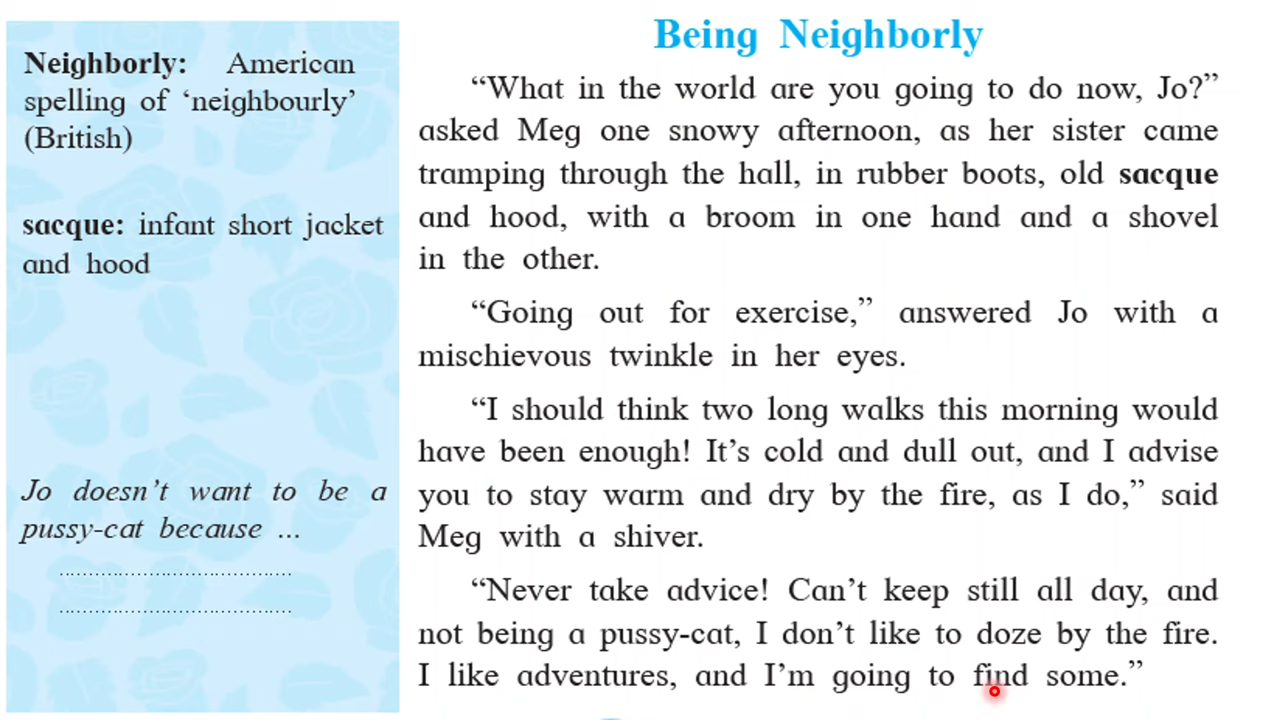 Neighborly: American
spelling of ‘neighbourly’
(British)
sacque: infant short jacket
and hood
Jo doesn’t want to be a
pussy-cat because ...
Being Neighborly
“What in the world are you going to do now, Jo?”
asked Meg one snowy afternoon, as her sister came
tramping through the hall, in rubber boots, old sacque
and hood, with a broom in one hand and a shovel
in the other.
“Going out for exercise,” answered Jo with a
mischievous twinkle in her eyes.
“I should think two long walks this morning would
have been enough! It’s cold and dull out, and I advise
you to stay warm and dry by the fire, as I do,” said
Meg with a shiver.
“Never take advice! Can’t keep still all day, and
not being a pussy-cat, I don’t like to doze by the fire.
I like adventures, and I’m going to find some.”